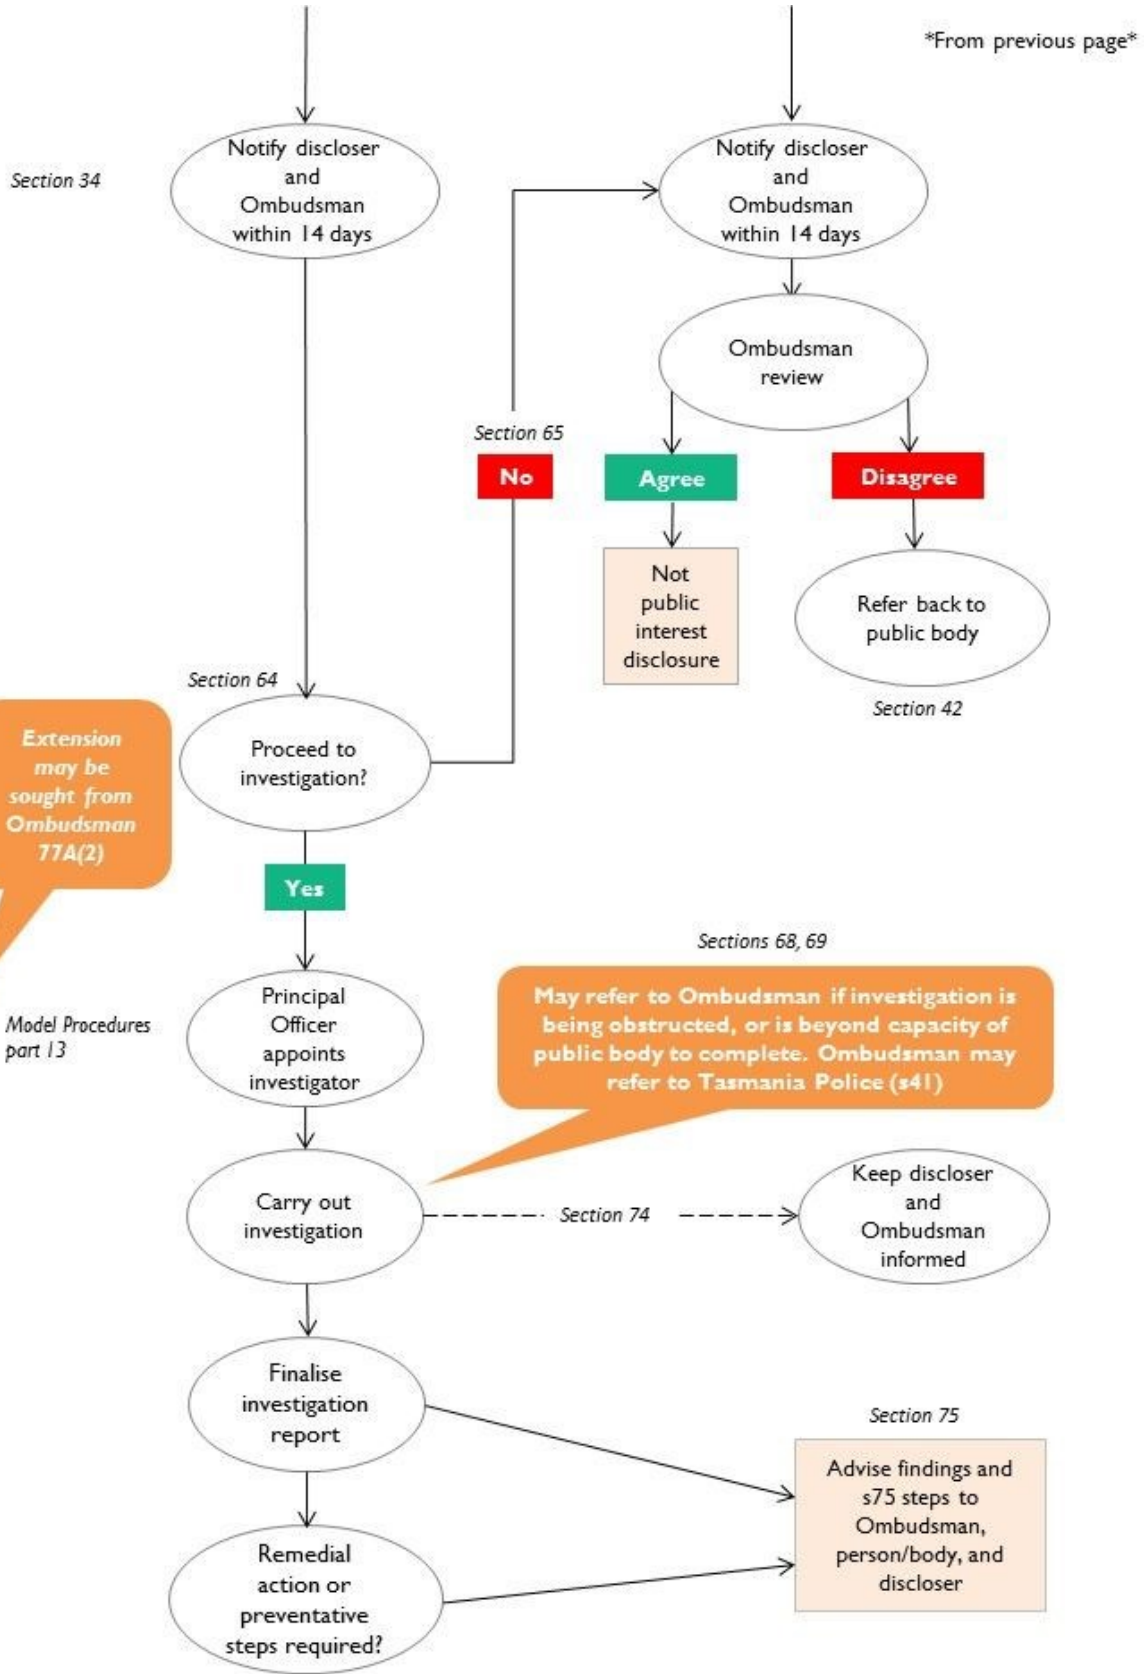 *From previous page*
Section 34
Notify discloser
and
Ombudsman
within 14 days
Notify discloser
and
Ombudsman
within 14 days
Ombudsman
review
Section 65
No
Agree
Disagree
Not
public
interest
disclosure
Refer back to
public body
Section 42
Section 64
Proceed to
investigation?
Extension
may be
sought from
Ombudsman
77A(2)
Yes
Sections 68, 69
Model Procedures
part 13
Principal
Officer
appoints
investigator
May refer to Ombudsman if investigation is
being obstructed, or is beyond capacity of
public body to complete. Ombudsman may
refer to Tasmania Police (s41)
Carry out
investigation
Section 74
Keep discloser
and
Ombudsman
informed
Finalise
investigation
report
Section 75
Advise findings and
s75 steps to
Ombudsman,
person/body, and
discloser
Remedial
action or
preventative
steps required?